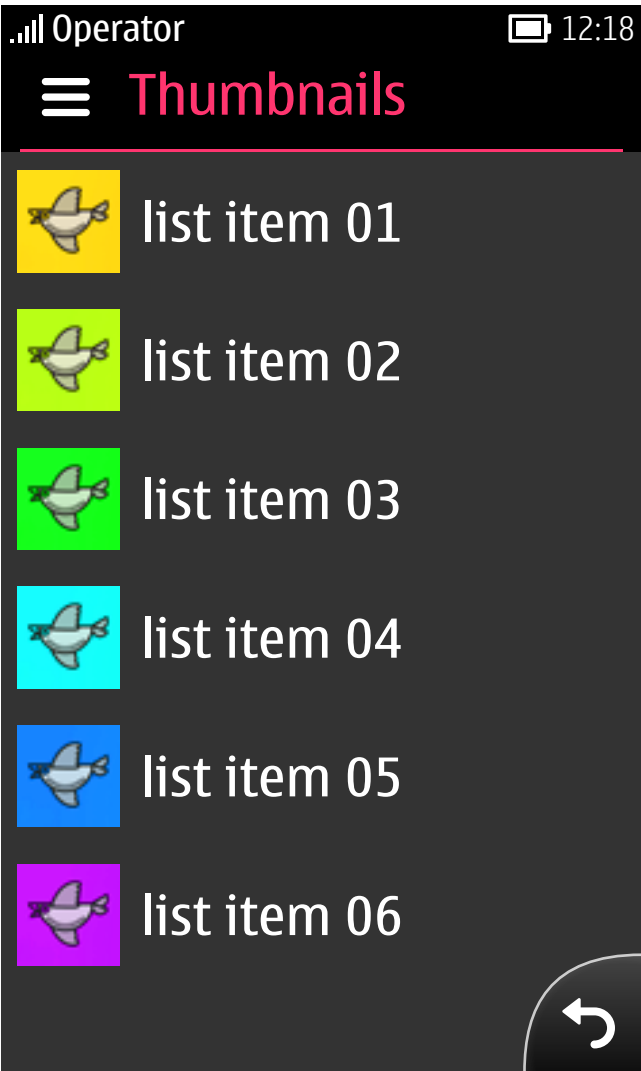 Operator 12:18
Thumbnails
list item 01
list item 02
list item 03
list item 04
list item 05
list item 06